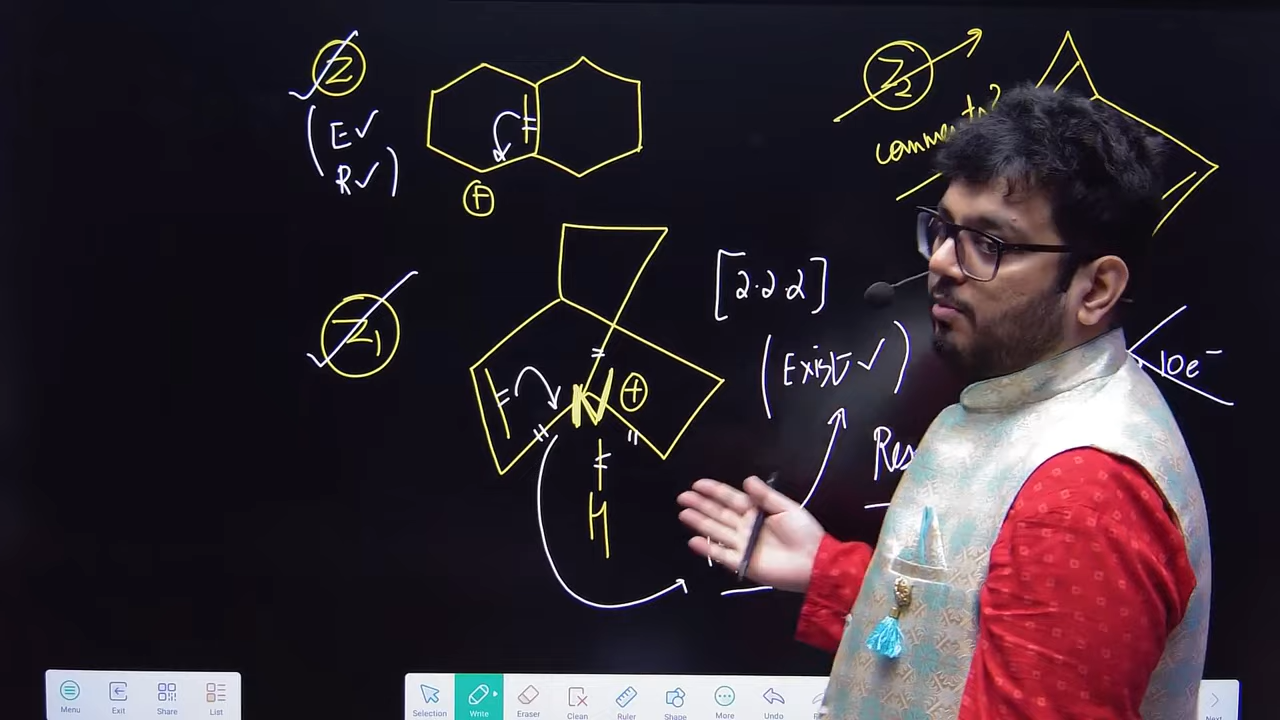 Z
(E✓
R✓)
⊕
Z₁
[2.2.2]
(Exist ✓)
N ⊕
H
Z₂
10e⁻
Menu
Exit
Share
List
Selection
Write
Eraser
Clean
Ruler
Shape
More
Undo